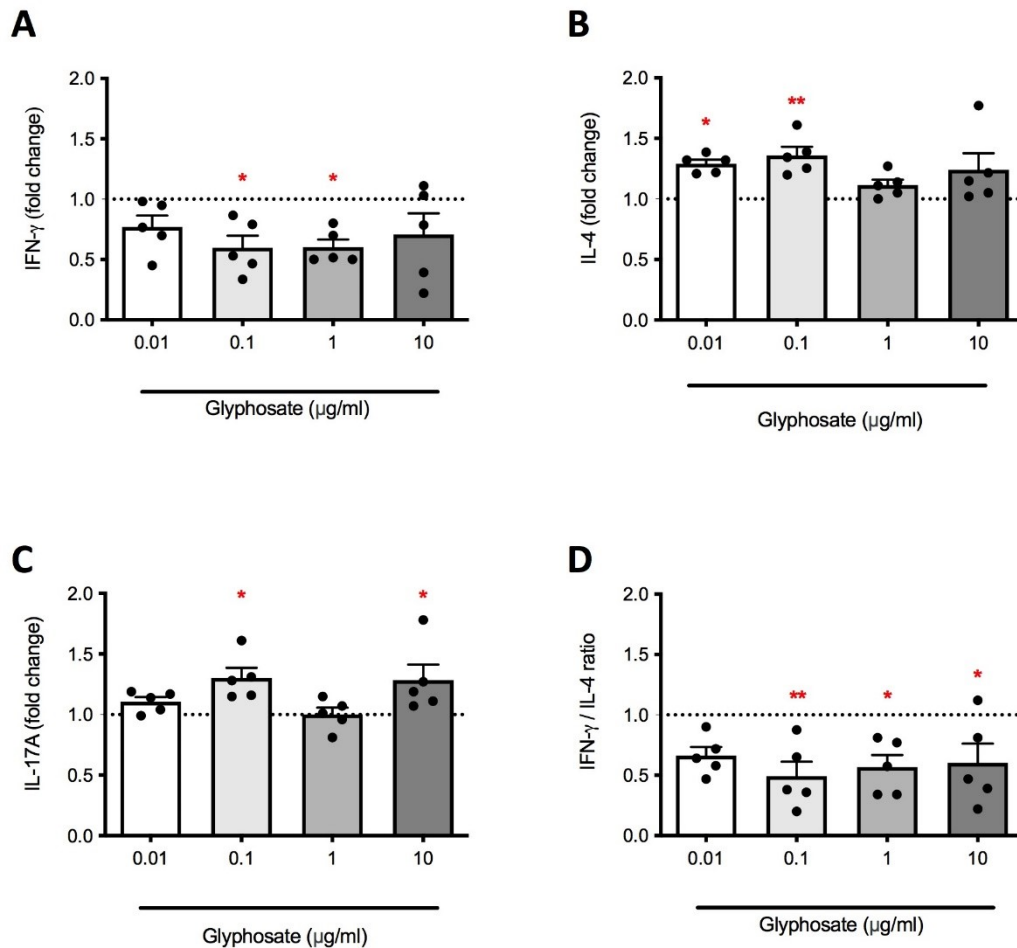 A
IFN-γ (fold change)
2.0
1.5
1.0
0.5
0.0
* *
0.01 0.1 1 10
Glyphosate (µg/ml)
B
IL-4 (fold change)
2.0
1.5
1.0
0.5
0.0
* **
0.01 0.1 1 10
Glyphosate (µg/ml)
C
IL-17A (fold change)
2.0
1.5
1.0
0.5
0.0
* *
0.01 0.1 1 10
Glyphosate (µg/ml)
D
IFN-γ / IL-4 ratio
2.0
1.5
1.0
0.5
0.0
** * *
0.01 0.1 1 10
Glyphosate (µg/ml)